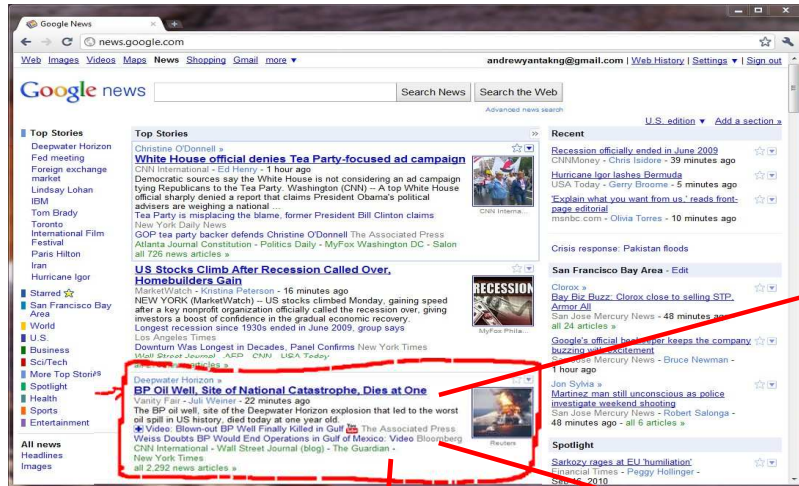 Google News
news.google.com
Web Images Videos Maps News Shopping Gmail more ▼
andrewyantakng@gmail.com | Web History | Settings ▼ | Sign out
Google news
Search News
Search the Web
Advanced news search
U.S. edition ▼ Add a section »
Top Stories
Deepwater Horizon
Fed meeting
Foreign exchange
market
Lindsay Lohan
IBM
Tom Brady
Toronto
International Film
Festival
Paris Hilton
Iran
Hurricane Igor
Starred
San Francisco Bay
Area
World
U.S.
Business
Sci/Tech
More Top Stories
Spotlight
Health
Sports
Entertainment
All news
Headlines
Images
Top Stories
Christine O'Donnell »
White House official denies Tea Party-focused ad campaign
CNN International - Ed Henry - 1 hour ago
Democratic sources say the White House is not considering an ad campaign
tying Republicans to the Tea Party. Washington (CNN) -- A top White House
official sharply denied a report that claims President Obama's political
advisers are weighing a national ...
Tea Party is misplacing the blame, former President Bill Clinton claims
New York Daily News
GOP tea party backer defends Christine O'Donnell The Associated Press
Atlanta Journal Constitution - Politics Daily - MyFox Washington DC - Salon
all 726 news articles »
CNN Interna...
US Stocks Climb After Recession Called Over,
Homebuilders Gain
MarketWatch - Kristina Peterson - 16 minutes ago
NEW YORK (MarketWatch) -- US stocks climbed Monday, gaining speed
after a key nonprofit organization officially called the recession over, giving
investors a boost of confidence in the gradual economic recovery.
Longest recession since 1930s ended in June 2009, group says
Los Angeles Times
Downturn Was Longest in Decades, Panel Confirms New York Times
Wall Street Journal - AFP - CNN - USA Today
RECESSION
MyFox Phila...
Deepwater Horizon »
BP Oil Well, Site of National Catastrophe, Dies at One
Vanity Fair - Juli Weiner - 22 minutes ago
The BP oil well, site of the Deepwater Horizon explosion that led to the worst
oil spill in US history, died today at one year old.
Video: Blown-out BP Well Finally Killed in Gulf The Associated Press
Weiss Doubts BP Would End Operations in Gulf of Mexico: Video Bloomberg
CNN International - Wall Street Journal (blog) - The Guardian -
New York Times
all 2,292 news articles »
Reuters
Recent
Recession officially ended in June 2009
CNNMoney - Chris Isidore - 39 minutes ago
Hurricane Igor lashes Bermuda
USA Today - Gerry Broome - 5 minutes ago
'Explain what you want from us,' reads front-
page editorial
msnbc.com - Olivia Torres - 10 minutes ago
Crisis response: Pakistan floods
San Francisco Bay Area - Edit
Clorox »
Bay Biz Buzz: Clorox close to selling STP,
Armor All
San Jose Mercury News - 48 minutes ago
all 24 articles »
Google's official beekeeper keeps the company
buzzing with excitement
San Jose Mercury News - Bruce Newman -
1 hour ago
Jon Sylvia »
Martinez man still unconscious as police
investigate weekend shooting
San Jose Mercury News - Robert Salonga -
48 minutes ago - all 6 articles »
Spotlight
Sarkozy rages at EU 'humiliation'
Financial Times - Peggy Hollinger -
Sep 16, 2010